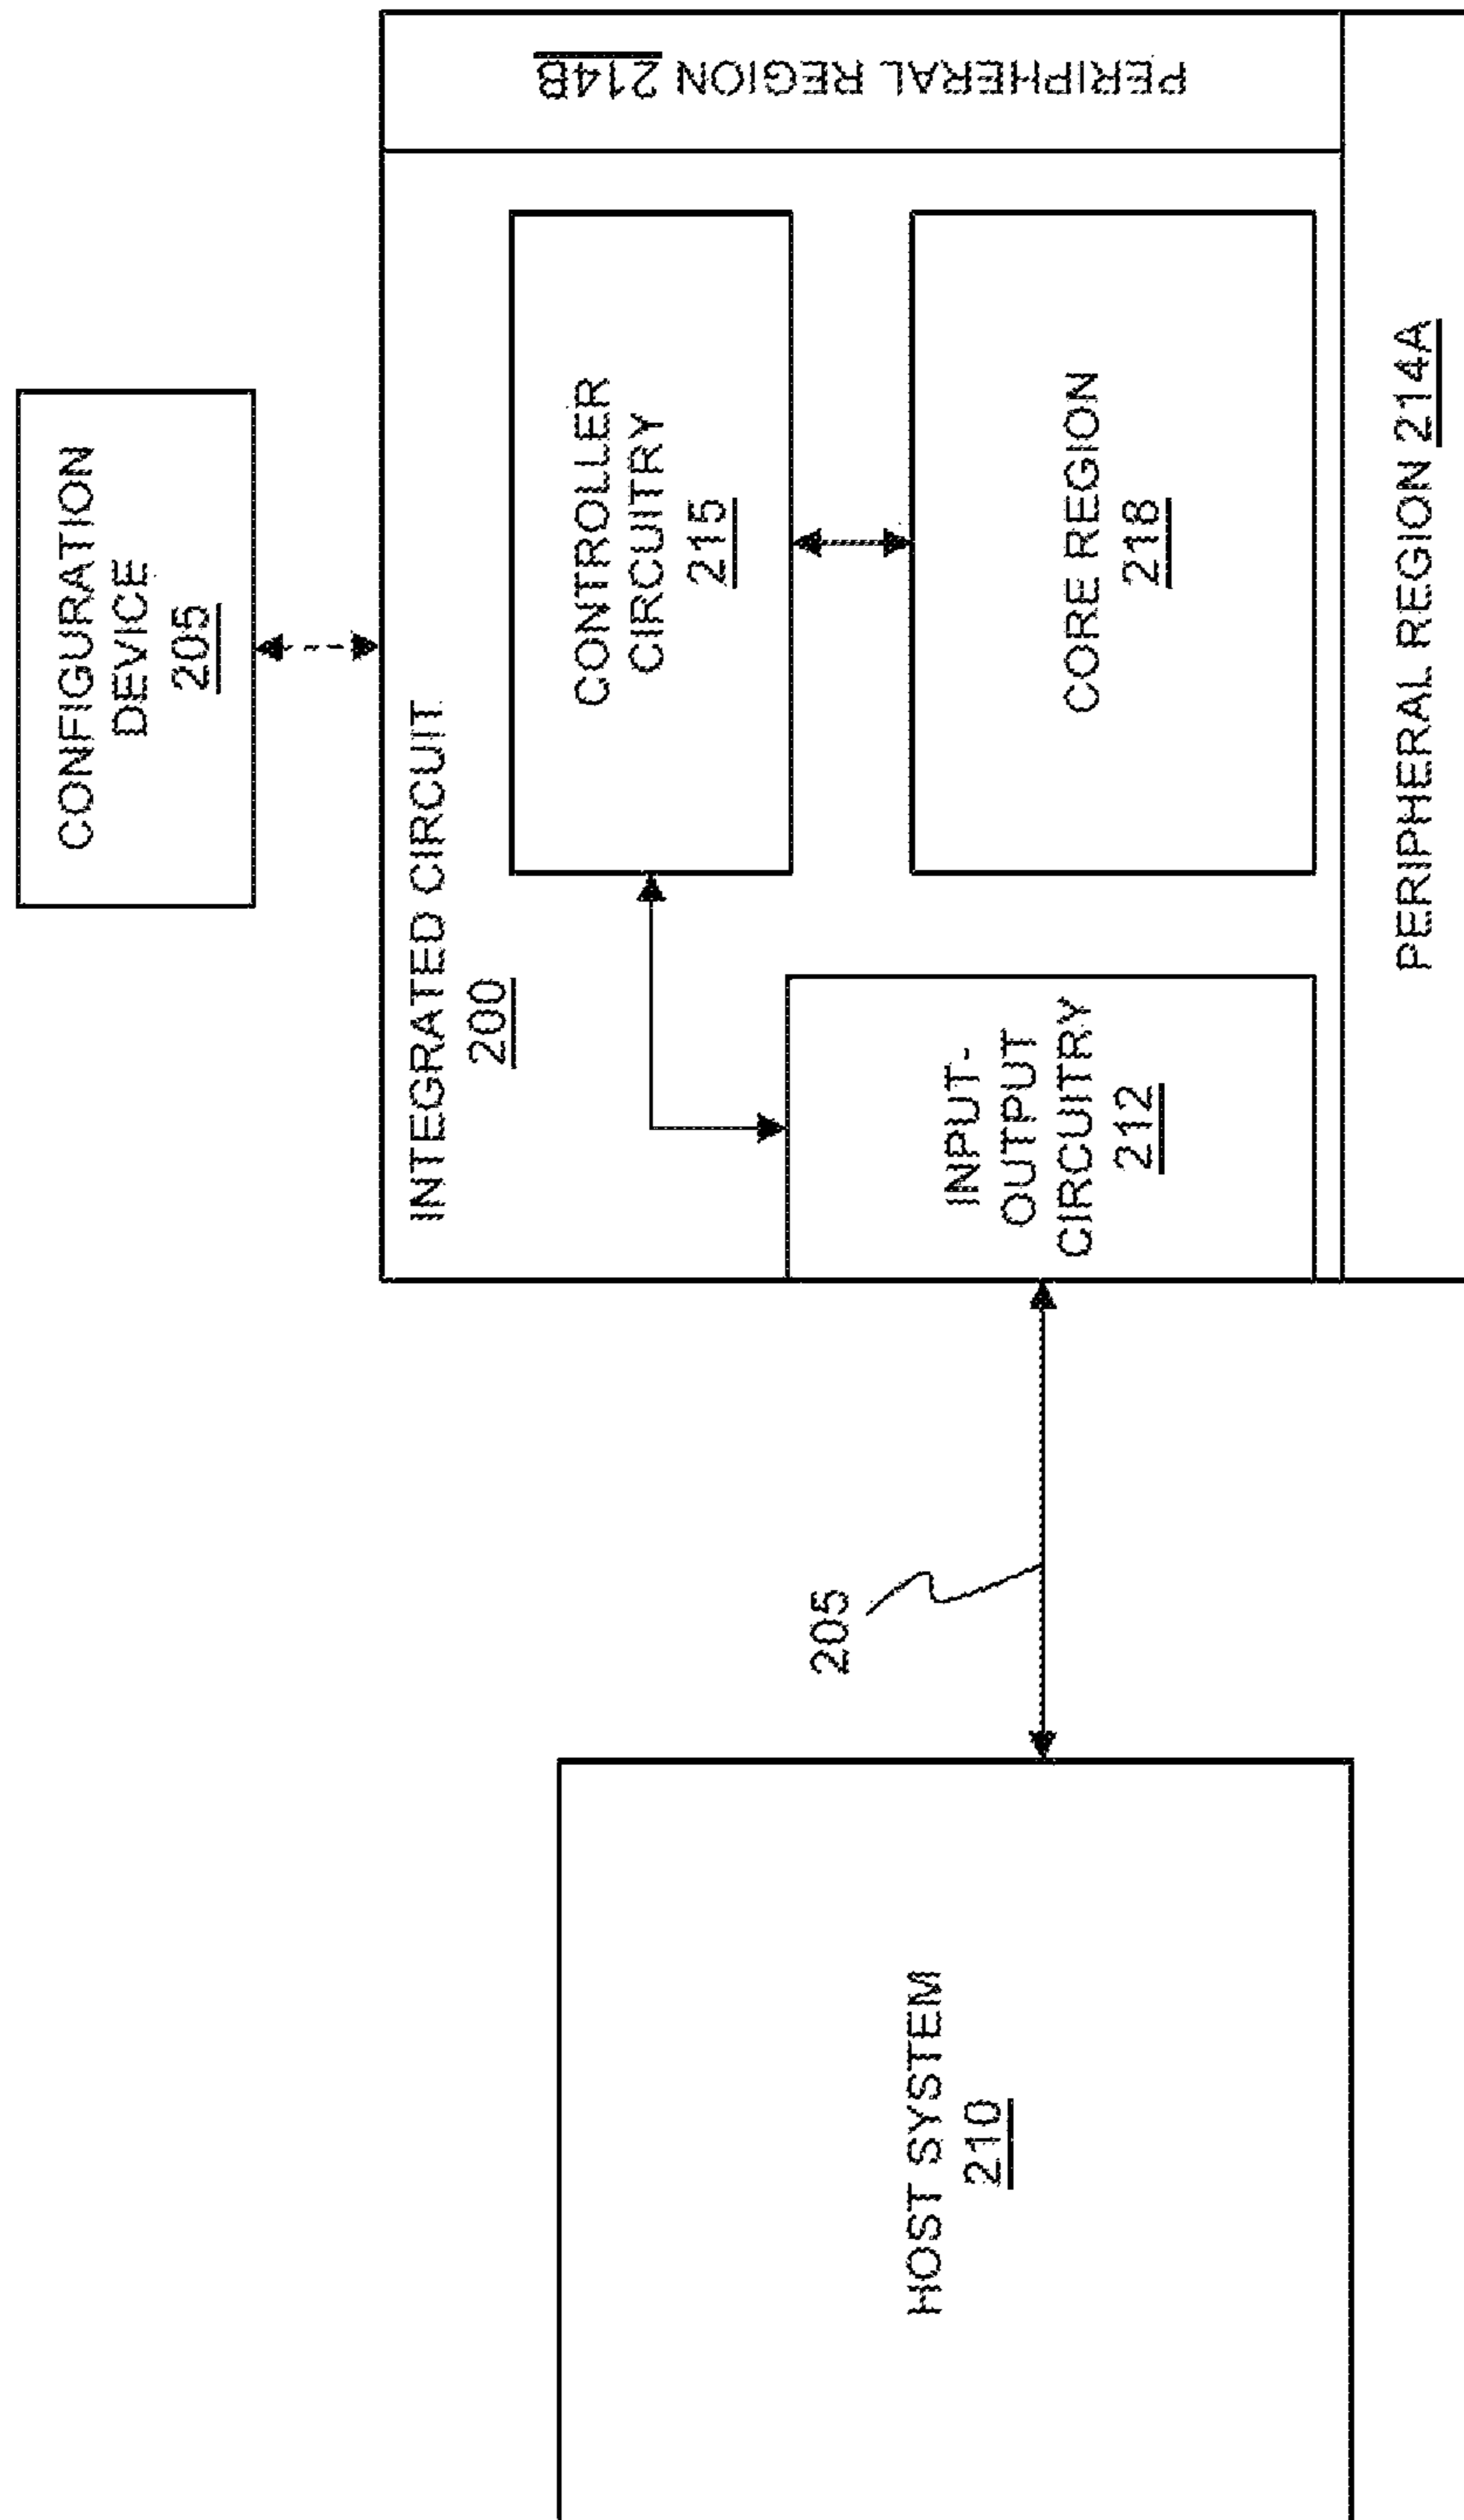 CONFIGURATION
DEVICE
205
INTEGRATED CIRCUIT
200
CONTROLLER
CIRCUITRY
215
PERIPHERAL REGION 214B
205
HOST SYSTEM
210
INPUT-
OUTPUT
CIRCUITRY
212
CORE REGION
218
PERIPHERAL REGION 214A